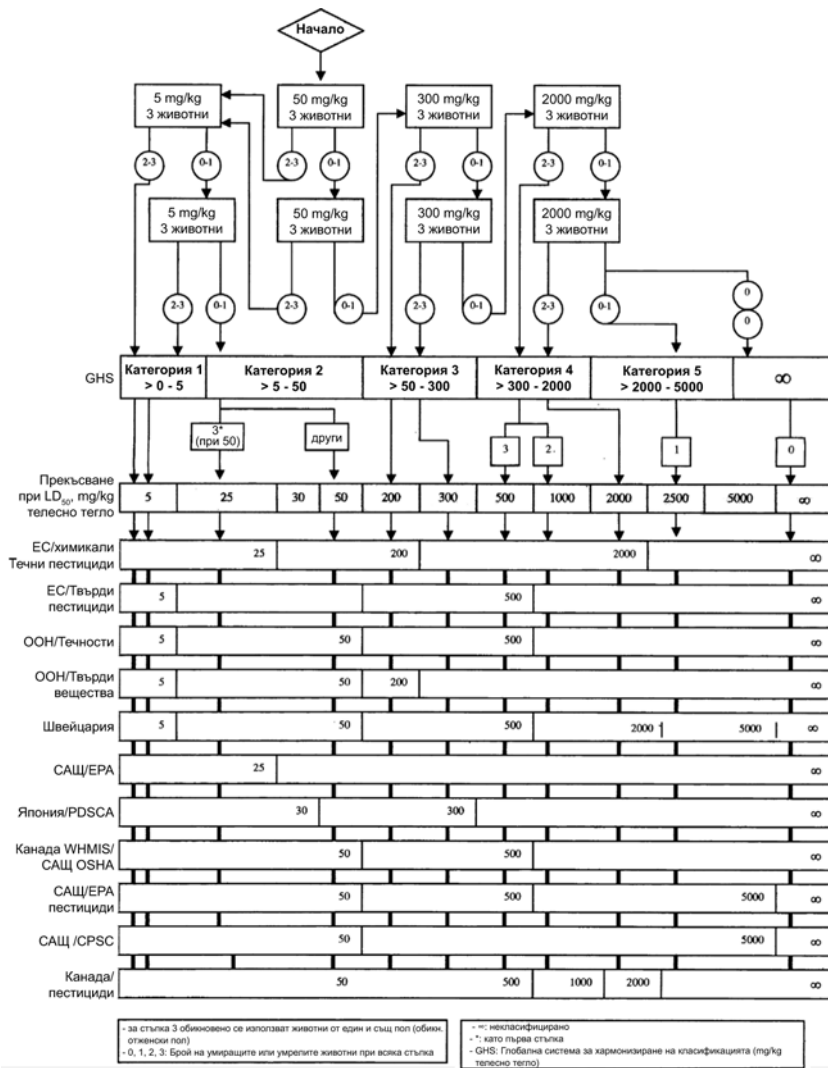 Начало
5 mg/kg
3 животни
50 mg/kg
3 животни
300 mg/kg
3 животни
2000 mg/kg
3 животни
2-3
0-1
2-3
0-1
2-3
0-1
2-3
0-1
5 mg/kg
3 животни
50 mg/kg
3 животни
300 mg/kg
3 животни
2000 mg/kg
3 животни
2-3
0-1
2-3
0-1
2-3
0-1
2-3
0-1
0
0
GHS
Категория 1
> 0 - 5
Категория 2
> 5 - 50
Категория 3
> 50 - 300
Категория 4
> 300 - 2000
Категория 5
> 2000 - 5000
∞
3*
(при 50)
други
3
2
1
0
Прекъсване
при LD50, mg/kg
телесно тегло
5 25 30 50 200 300 500 1000 2000 2500 5000 ∞
ЕС/химикали
Течни пестициди
25 200 2000 ∞
ЕС/Твърди
пестициди
5 500 ∞
ООН/Течности
5 50 500 ∞
ООН/Твърди
вещества
5 50 200 ∞
Швейцария
5 50 500 2000 5000 ∞
САЩ/EPA
25 ∞
Япония/PDSCA
30 300 ∞
Канада WHMIS/
САЩ OSHA
50 500 ∞
САЩ/EPA
пестициди
50 500 5000 ∞
САЩ /CPSC
50 5000 ∞
Канада/
пестициди
50 500 1000 2000 ∞
- за стълка 3 обикновено се използват животни от един и същ пол (обикн.
отженски пол)
- 0, 1, 2, 3: Брой на умиращите или умрелите животни при всяка стълка
- ∞: некласифицирано
- *: като първа стълка
- GHS: Глобална система за хармонизиране на класификацията (mg/kg
телесно тегло)